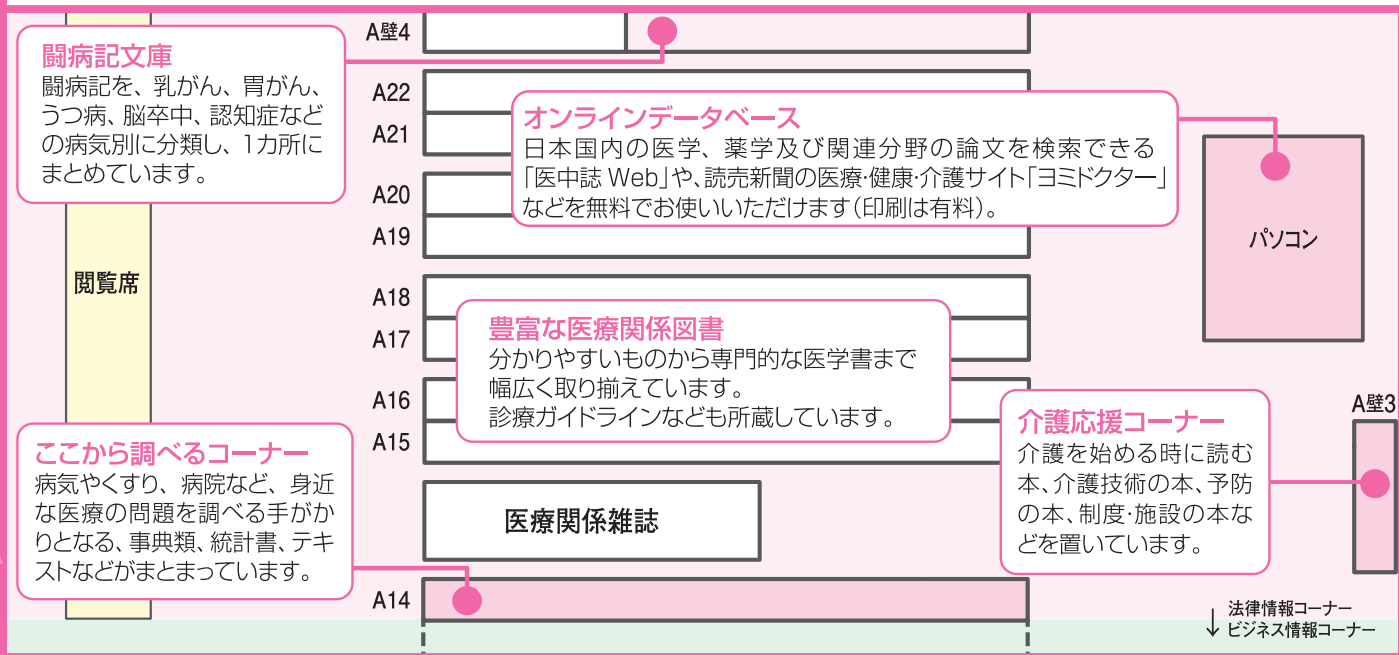 A壁4
闘病記文庫
闘病記を、乳がん、胃がん、
うつ病、脳卒中、認知症など
の病気別に分類し、1カ所に
まとめています。
A22
A21
オンラインデータベース
日本国内の医学、薬学及び関連分野の論文を検索できる
「医中誌 Web」や、読売新聞の医療・健康・介護サイト「ヨミドクター」
などを無料でお使いいただけます(印刷は有料)。
A20
A19
パソコン
閲覧席
A18
A17
豊富な医療関係図書
分かりやすいものから専門的な医学書まで
幅広く取り揃えています。
診療ガイドラインなども所蔵しています。
A16
A15
A壁3
介護応援コーナー
介護を始める時に読む
本、介護技術の本、予防
の本、制度・施設の本な
どを置いています。
ここから調べるコーナー
病気やくすり、病院など、身近
な医療の問題を調べる手がか
りとなる、事典類、統計書、テキ
ストなどがまとまっています。
医療関係雑誌
A14
↓ 法律情報コーナー
ビジネス情報コーナー